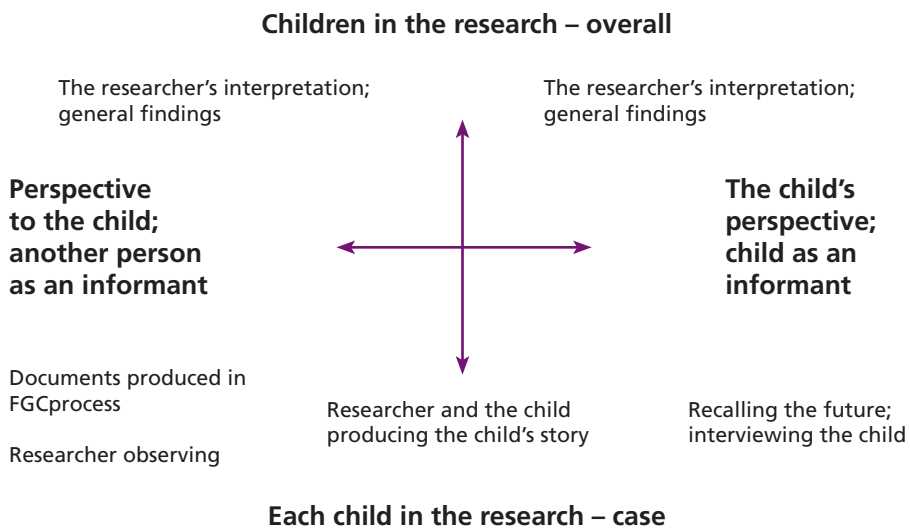 Children in the research – overall
The researcher's interpretation;
general findings
The researcher's interpretation;
general findings
Perspective
to the child;
another person
as an informant
The child's
perspective;
child as an
informant
Documents produced in
FGCprocess
Researcher observing
Researcher and the child
producing the child's story
Recalling the future;
interviewing the child
Each child in the research – case